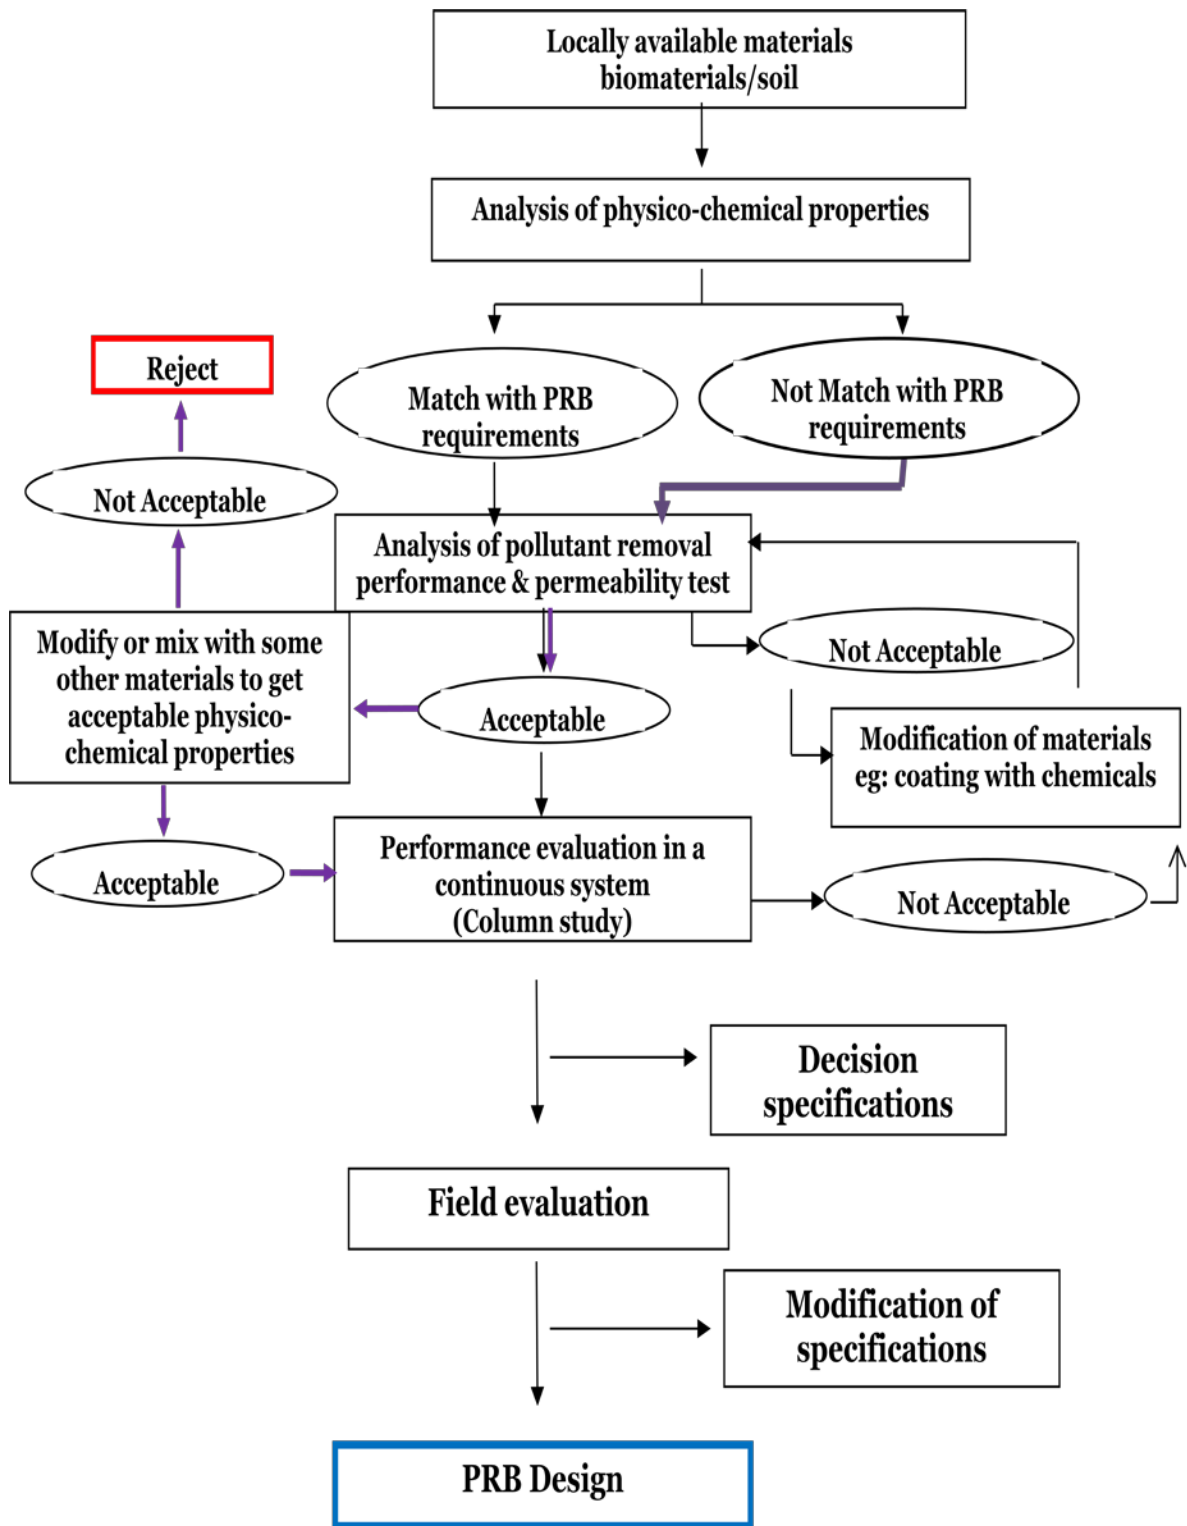 Locally available materials
biomaterials/soil
Analysis of physico-chemical properties
Reject
Match with PRB
requirements
Not Match with PRB
requirements
Not Acceptable
Analysis of pollutant removal
performance & permeability test
Modify or mix with some
other materials to get
acceptable physico-
chemical properties
Not Acceptable
Acceptable
Modification of materials
eg: coating with chemicals
Acceptable
Performance evaluation in a
continuous system
(Column study)
Not Acceptable
Decision
specifications
Field evaluation
Modification of
specifications
PRB Design